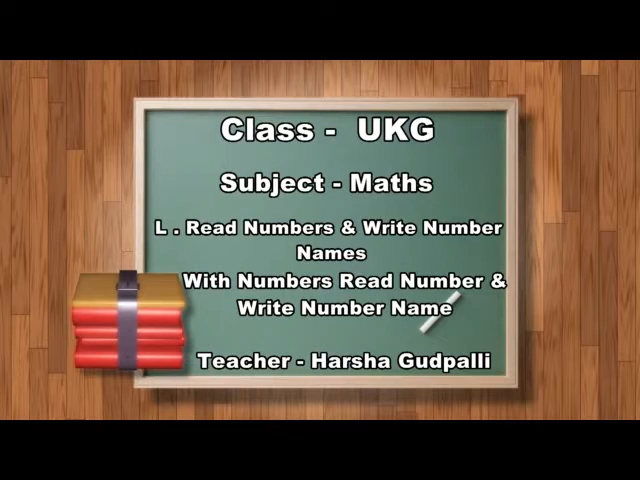 Class -  UKG
Subject - Maths
L . Read Numbers & Write Number
Names
With Numbers Read Number &
Write Number Name
Teacher - Harsha Gudpalli